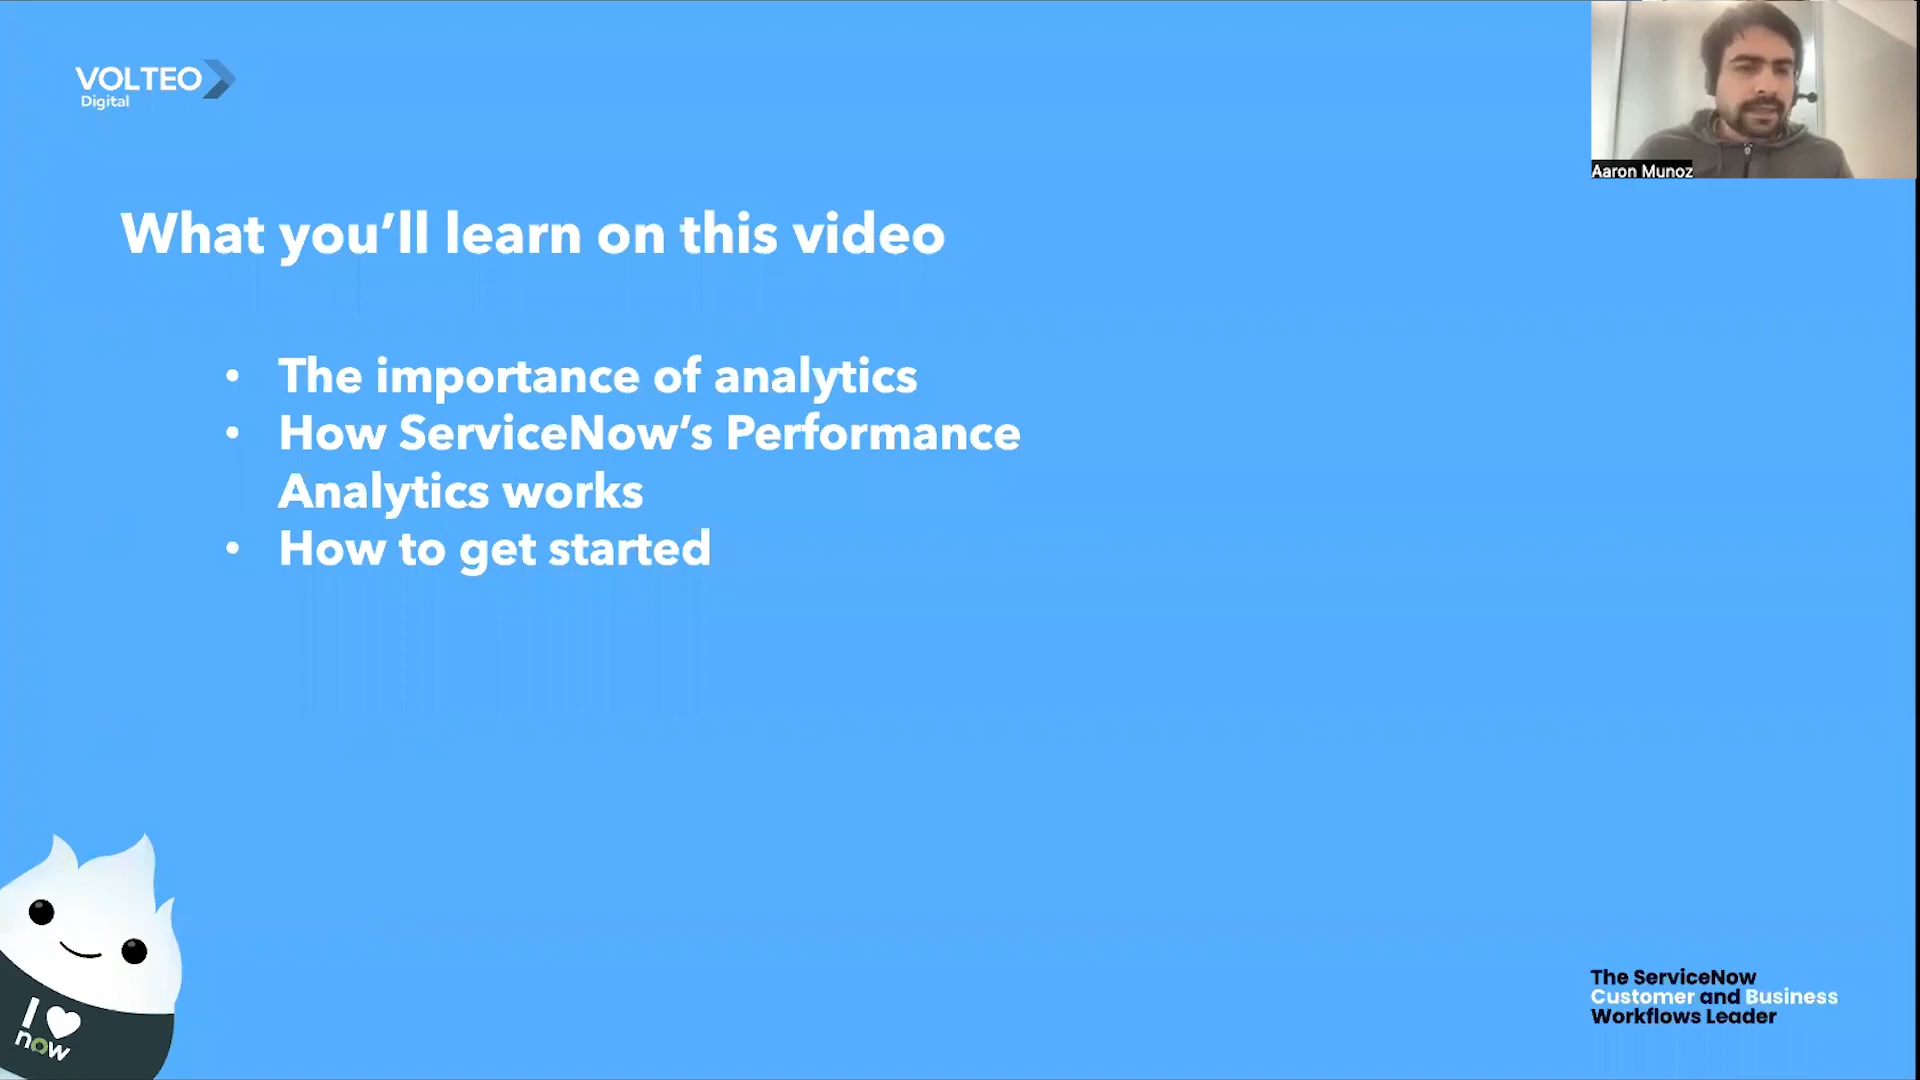 VOLTEO
Digital
Aaron Munoz
What you’ll learn on this video
• The importance of analytics
• How ServiceNow’s Performance
Analytics works
• How to get started
I
now
The ServiceNow
Customer and Business
Workflows Leader